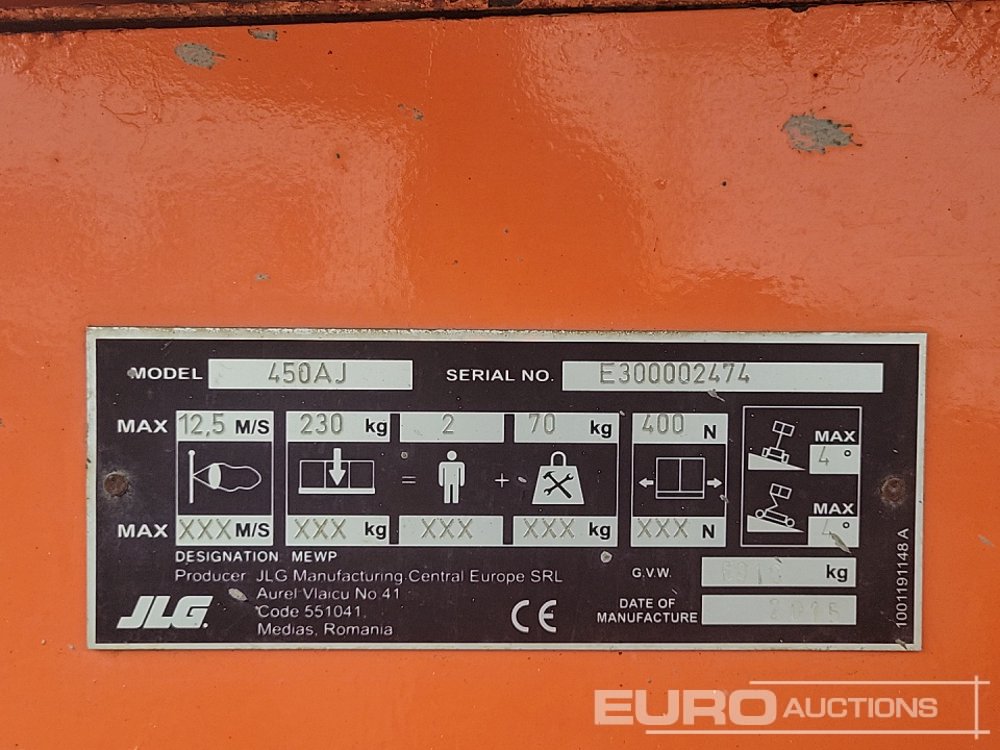 MODEL 450AJ SERIAL NO. E300002474
MAX 12,5 M/S 230 kg 2 70 kg 400 N
MAX 4°
= +
MAX XXX M/S XXX kg XXX XXX kg XXX N
MAX 4°
DESIGNATION MEWP
Producer JLG Manufacturing Central Europe SRL
Aurel Vlaicu No 41
Code 551041
Medias, Romania
JLG.
CE
G.V.W. kg
DATE OF
MANUFACTURE
1001191148 A
EURO AUCTIONS